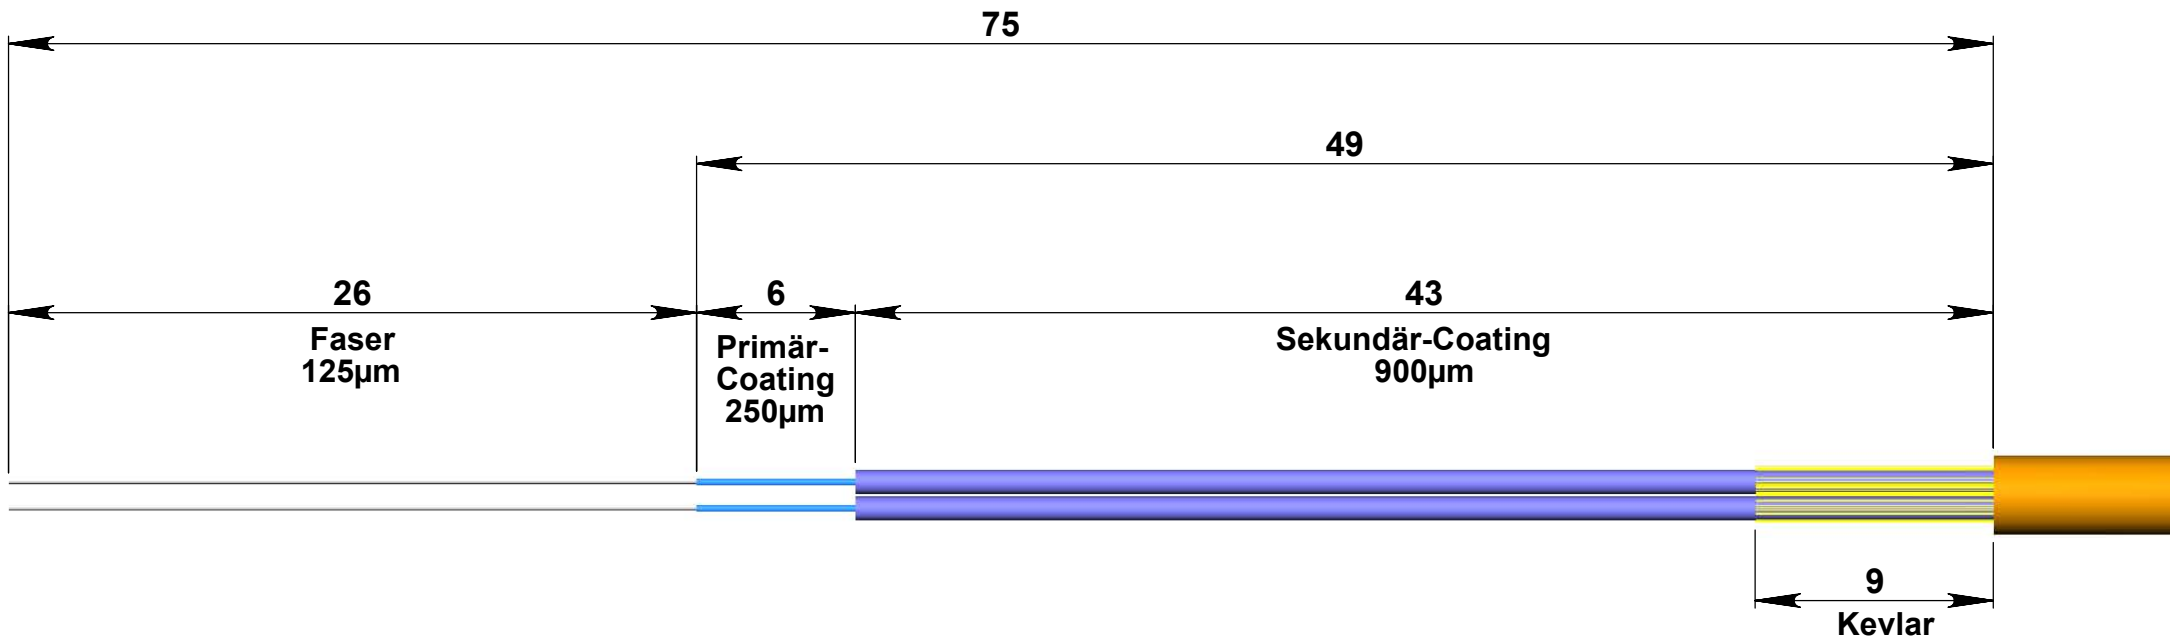 75
49
26
6
43
Faser
125µm
Primär-
Coating
250µm
Sekundär-Coating
900µm
9
Kevlar